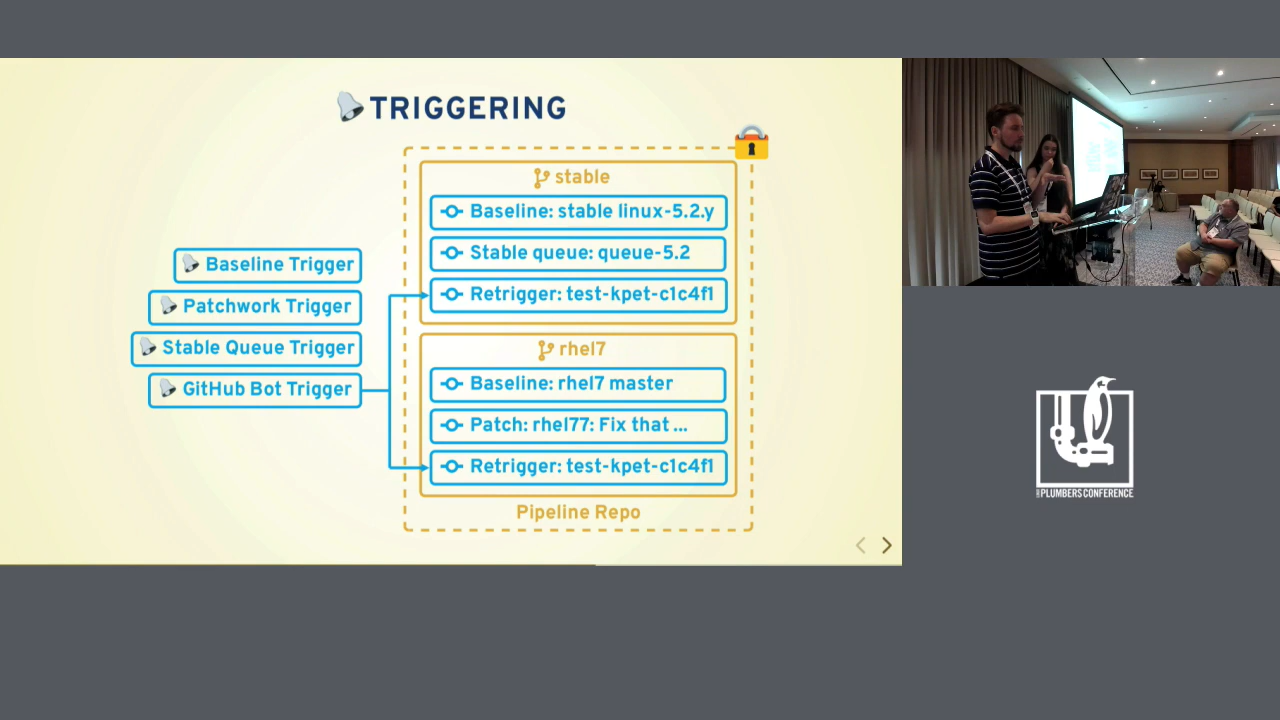 TRIGGERING
stable
Baseline: stable linux-5.2.y
Stable queue: queue-5.2
Retrigger: test-kpet-c1c4f1
Baseline Trigger
Patchwork Trigger
Stable Queue Trigger
GitHub Bot Trigger
rhel7
Baseline: rhel7 master
Patch: rhel77: Fix that ...
Retrigger: test-kpet-c1c4f1
Pipeline Repo
PLUMBERS CONFERENCE